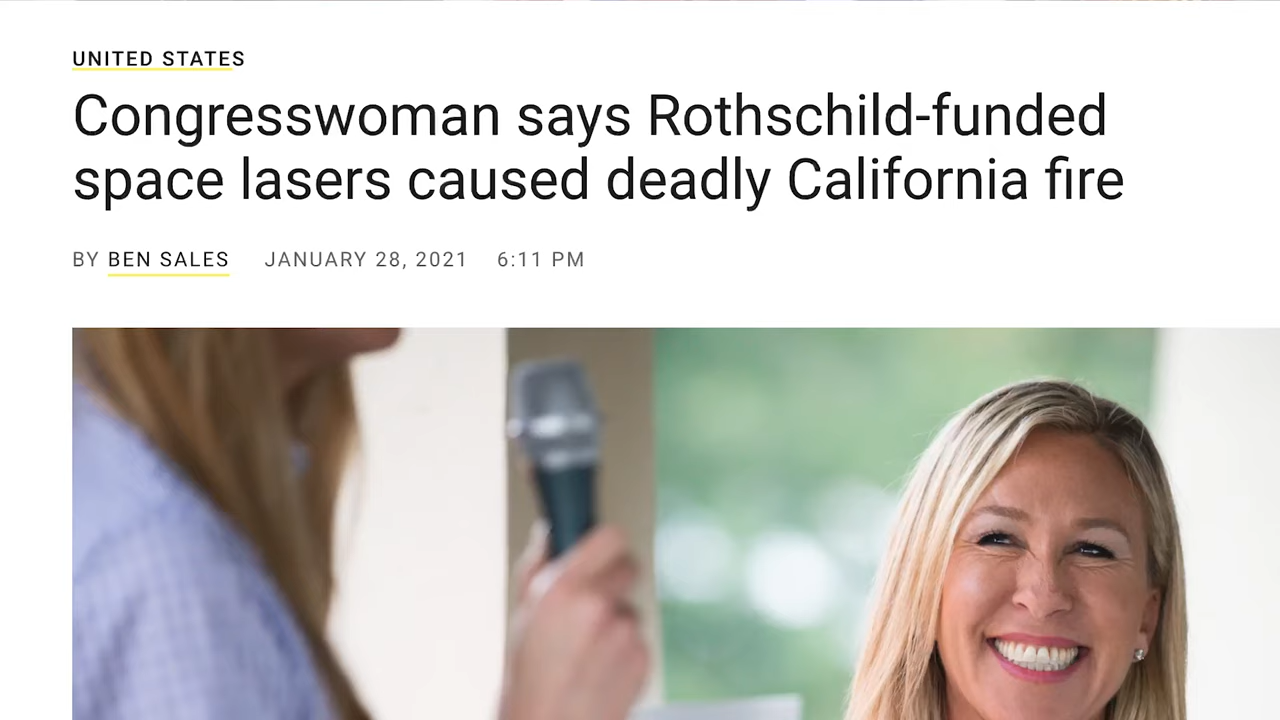 UNITED STATES
Congresswoman says Rothschild-funded
space lasers caused deadly California fire
BY BEN SALES JANUARY 28, 2021 6:11 PM